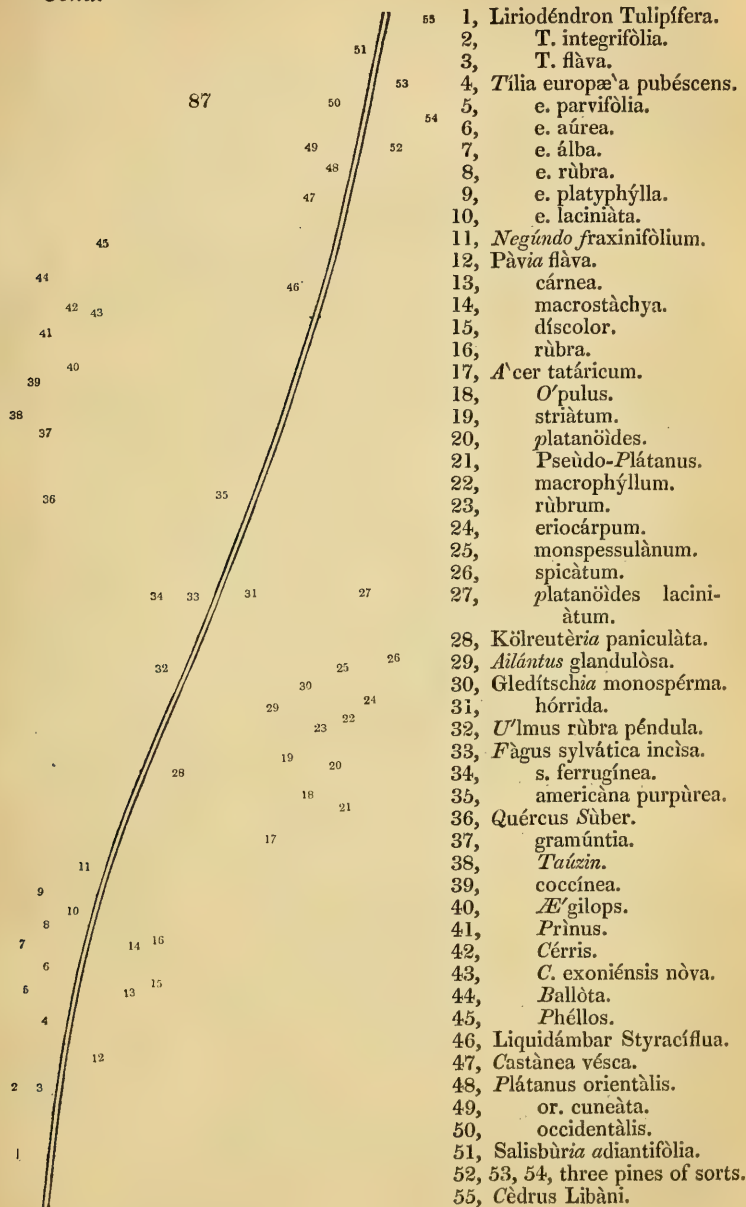 55
1, Liriodéndron Tulipífera.
51
2, T. integrifòlia.
3, T. flàva.
53
4, Tília europæ`a pubéscens.
87
50
5, e. parvifòlia.
54
6, e. aúrea.
49
52
7, e. álba.
48
8, e. rùbra.
47
9, e. platyphýlla.
10, e. laciniàta.
45
11, Negúndo fraxinifòlium.
44
46
12, Pàvia flàva.
42 43
13, cárnea.
41
14, macrostàchya.
40
15, díscolor.
39
16, rùbra.
38
17, A`cer tatáricum.
37
18, O'pulus.
19, striàtum.
20, platanöìdes.
21, Pseùdo-Plátanus.
36
35
22, macrophýllum.
23, rùbrum.
24, eriocárpum.
25, monspessulànum.
34 33 31 27
26, spicàtum.
27, platanöìdes lacini-
àtum.
28, Kölreutèria paniculàta.
32
25
26
29, Ailántus glandulòsa.
30
24
30, Gledítschia monospérma.
29
22
31, hórrida.
23
32, U'lmus rùbra péndula.
19
20
33, Fàgus sylvática incìsa.
28
34, s. ferrugínea.
18
21
35, americàna purpùrea.
36, Quércus Sùber.
17
37, gramúntia.
11
38, Taúzin.
9
39, coccínea.
10
40, Æ'gilops.
8
7
14 16
41, Prìnus.
6
42, Cérris.
5
13
15
43, C. exoniénsis nòva.
4
44, Ballòta.
45, Phéllos.
12
46, Liquidámbar Styracíflua.
47, Castànea vésca.
2 3
48, Plátanus orientàlis.
49, or. cuneàta.
50, occidentàlis.
1
51, Salisbùria adiantifòlia.
52, 53, 54, three pines of sorts.
55, Cèdrus Libàni.